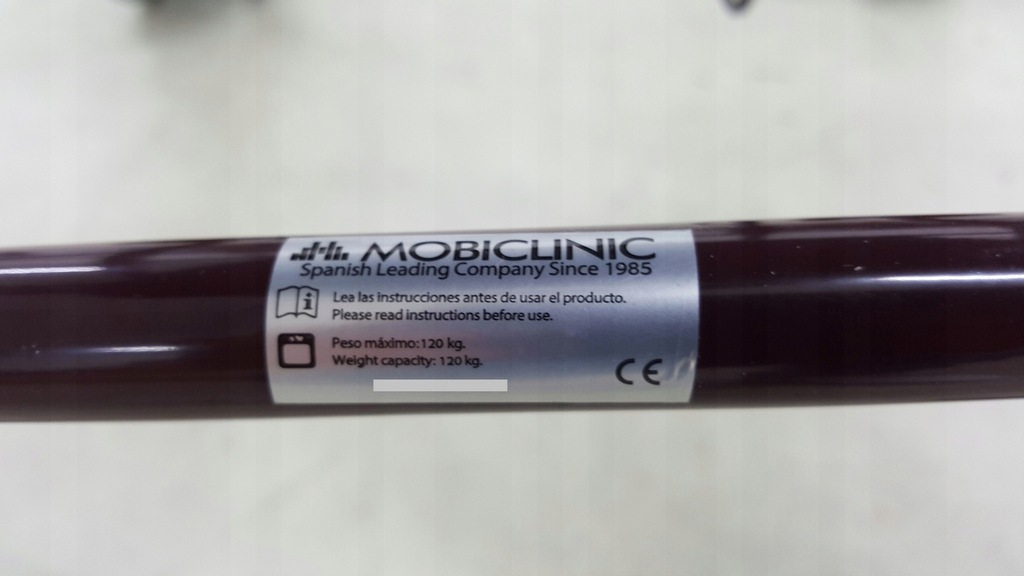 MOBICLINIC
Spanish Leading Company Since 1985
Lea las instrucciones antes de usar el producto.
Please read instructions before use.
Peso máximo:120 kg.
Weight capacity: 120 kg.
CE